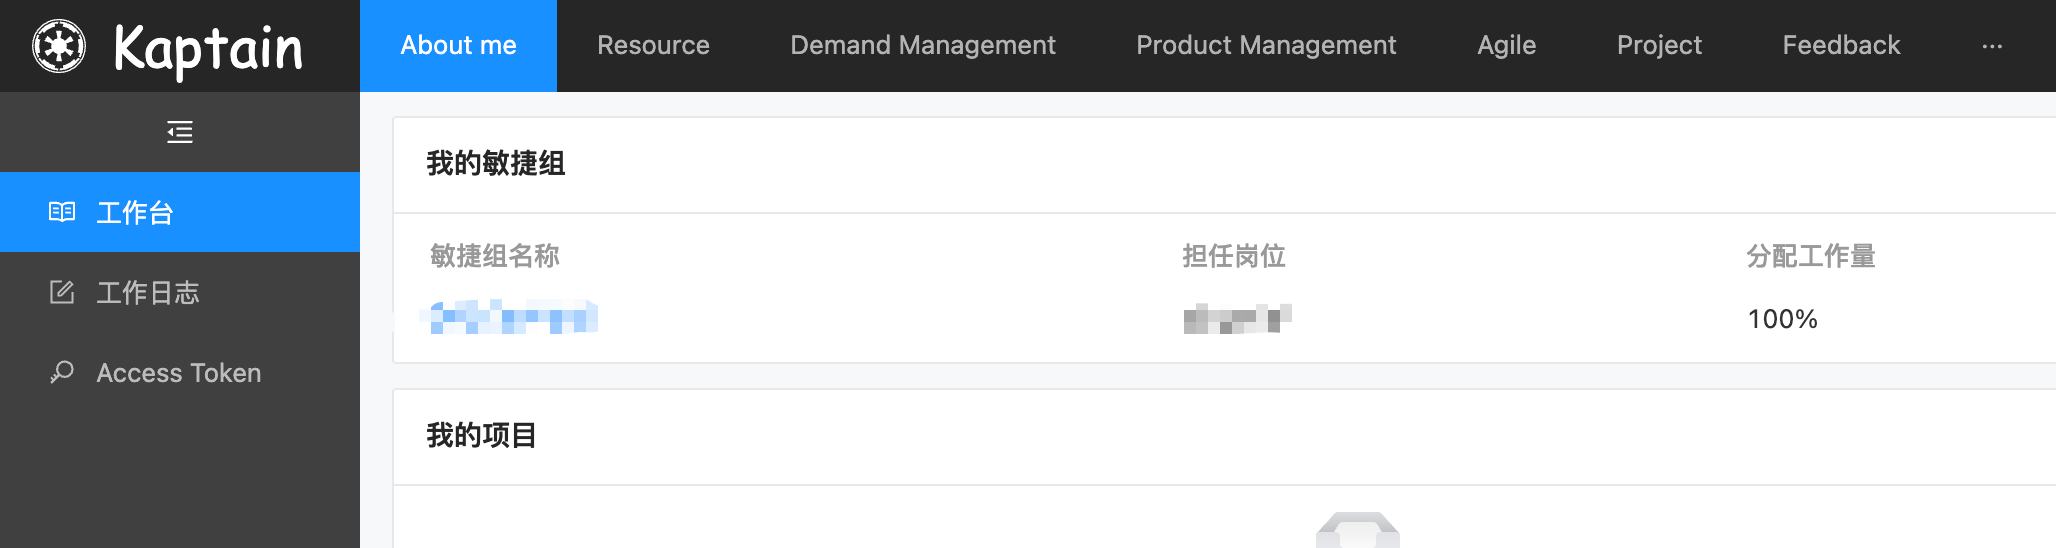 Kaptain
About me
Resource
Demand Management
Product Management
Agile
Project
Feedback
···
工作台
工作日志
Access Token
我的敏捷组
敏捷组名称
担任岗位
分配工作量
100%
我的项目